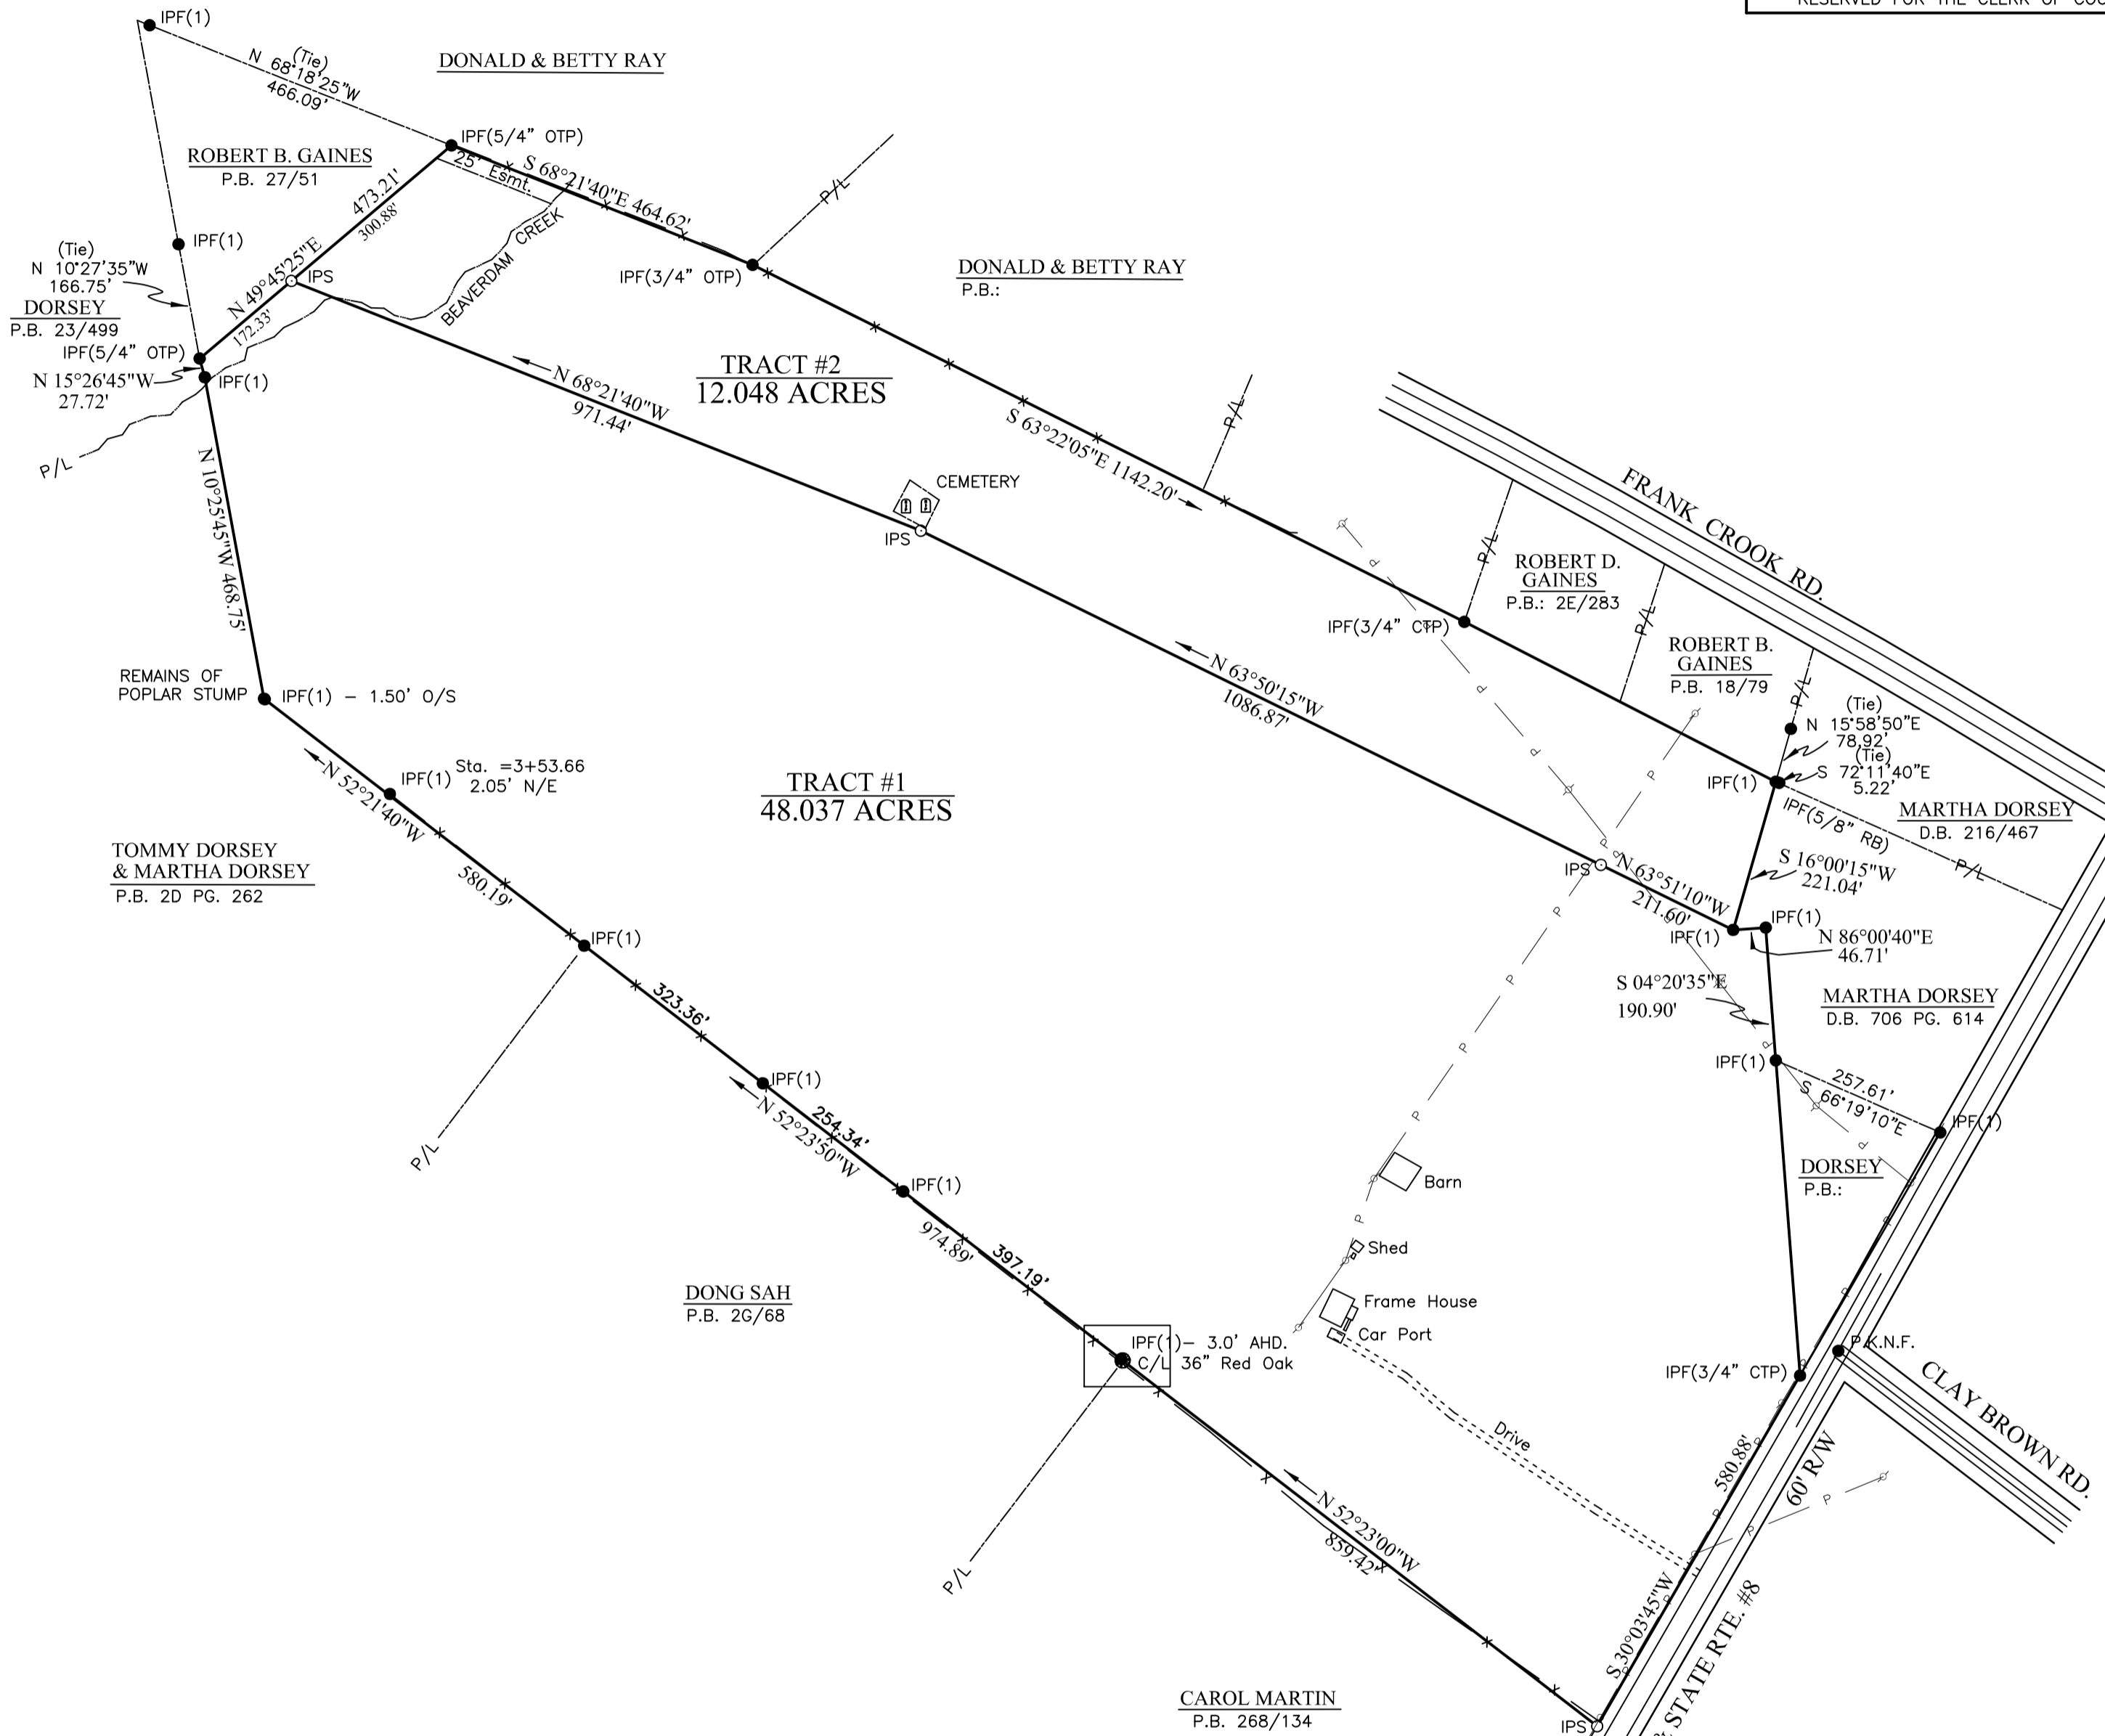 IPF(1)
(Tie)
N 68°18'25"W
466.09'
DONALD & BETTY RAY
ROBERT B. GAINES
P.B. 27/51
IPF(5/4" OTP)
25' Esmt.
S 68°21'40"E 464.62'
P/L
473.21'
300.88'
N 49°45'25"E
172.33'
IPF(1)
IPS
BEAVERDAM CREEK
IPF(3/4" OTP)
DONALD & BETTY RAY
P.B.:
(Tie)
N 10°27'35"W
166.75'
DORSEY
P.B. 23/499
IPF(5/4" OTP)
N 15°26'45"W
27.72'
IPF(1)
P/L
TRACT #2
12.048 ACRES
N 68°21'40"W
971.44'
S 63°22'05"E 1142.20'
P/L
N 10°25'45"W 468.75'
CEMETERY
IPS
FRANK CROOK RD.
P/L
ROBERT D.
GAINES
P.B.: 2E/283
IPF(3/4" CTP)
P/L
ROBERT B.
GAINES
P.B. 18/79
P/L
(Tie)
N 15°58'50"E
78.92'
(Tie)
S 72°11'40"E
5.22'
IPF(1)
IPF(5/8" RB)
MARTHA DORSEY
D.B. 216/467
P/L
REMAINS OF
POPLAR STUMP
IPF(1) - 1.50' O/S
N 63°50'15"W
1086.87'
IPF(1)
Sta. =3+53.66
2.05' N/E
N 52°21'40"W
TRACT #1
48.037 ACRES
TOMMY DORSEY
& MARTHA DORSEY
P.B. 2D PG. 262
580.19'
IPF(1)
S 16°00'15"W
221.04'
IPS
N 63°51'10"W
211.60'
IPF(1)
IPF(1)
N 86°00'40"E
46.71'
S 04°20'35"E
190.90'
MARTHA DORSEY
D.B. 706 PG. 614
IPF(1)
257.61'
S 66°19'10"E
IPF(1)
323.36'
IPF(1)
P/L
N 52°23'50"W
254.34'
IPF(1)
974.89'
397.19'
DORSEY
P.B.:
Barn
Shed
Frame House
Car Port
DONG SAH
P.B. 2G/68
IPF(1)- 3.0' AHD.
C/L 36" Red Oak
P.K.N.F.
IPF(3/4" CTP)
CLAY BROWN RD.
Drive
580.88'
60' R/W
P/L
N 52°23'00"W
859.42'
S 30°03'45"W
STATE RTE. #8
CAROL MARTIN
P.B. 268/134
IPS